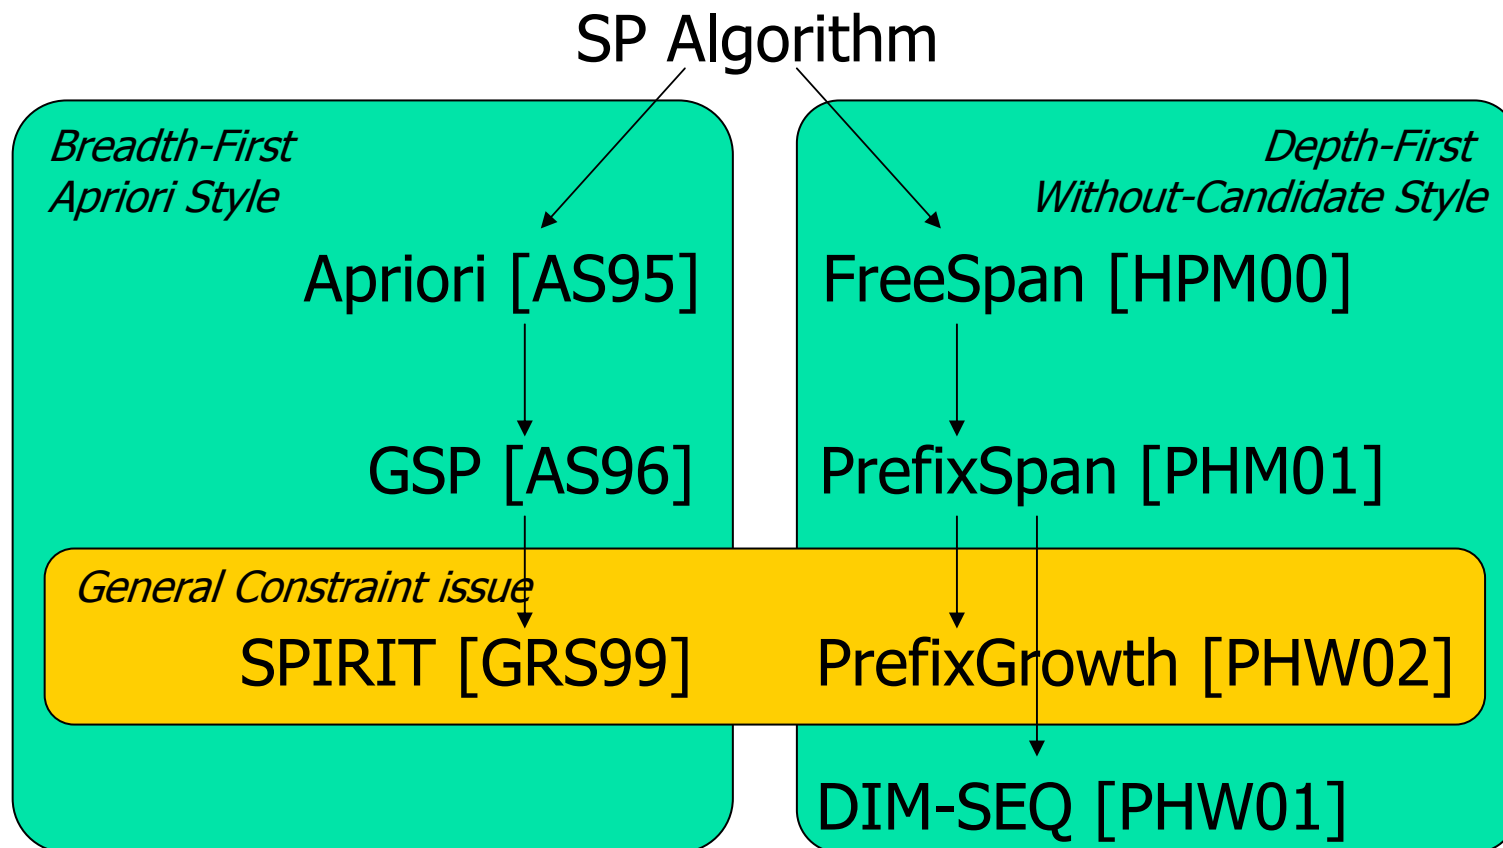 SP Algorithm
Breadth-First
Apriori Style
Depth-First
Without-Candidate Style
Apriori [AS95]
FreeSpan [HPM00]
GSP [AS96]
PrefixSpan [PHM01]
General Constraint issue
SPIRIT [GRS99]
PrefixGrowth [PHW02]
DIM-SEQ [PHW01]